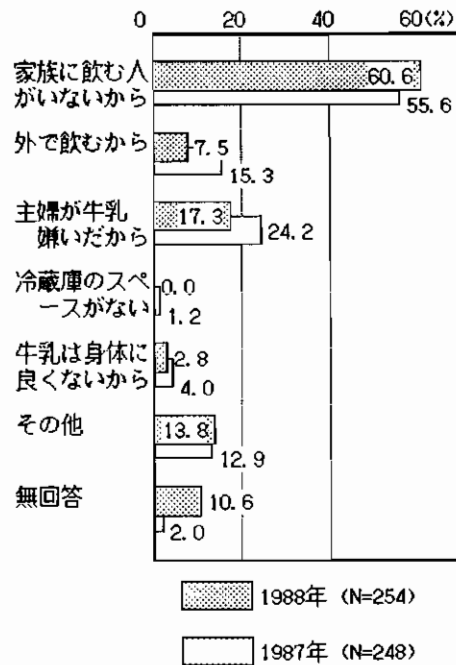 0 20 40 60(%)
家族に飲む人
がいないから
60.6
55.6
外で飲むから
7.5
15.3
主婦が牛乳
嫌いだから
17.3
24.2
冷蔵庫のスペ
ースがない
0.0
1.2
牛乳は身体に
良くないから
2.8
4.0
その他
13.8
12.9
無回答
10.6
2.0
1988年 (N=254)
1987年 (N=248)